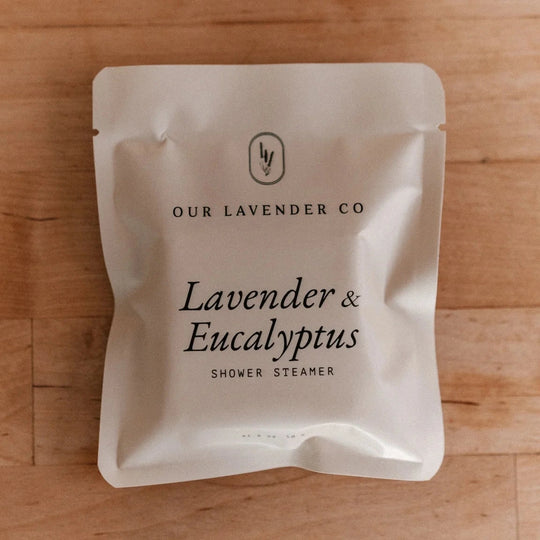 OUR LAVENDER CO
Lavender &
Eucalyptus
SHOWER STEAMER